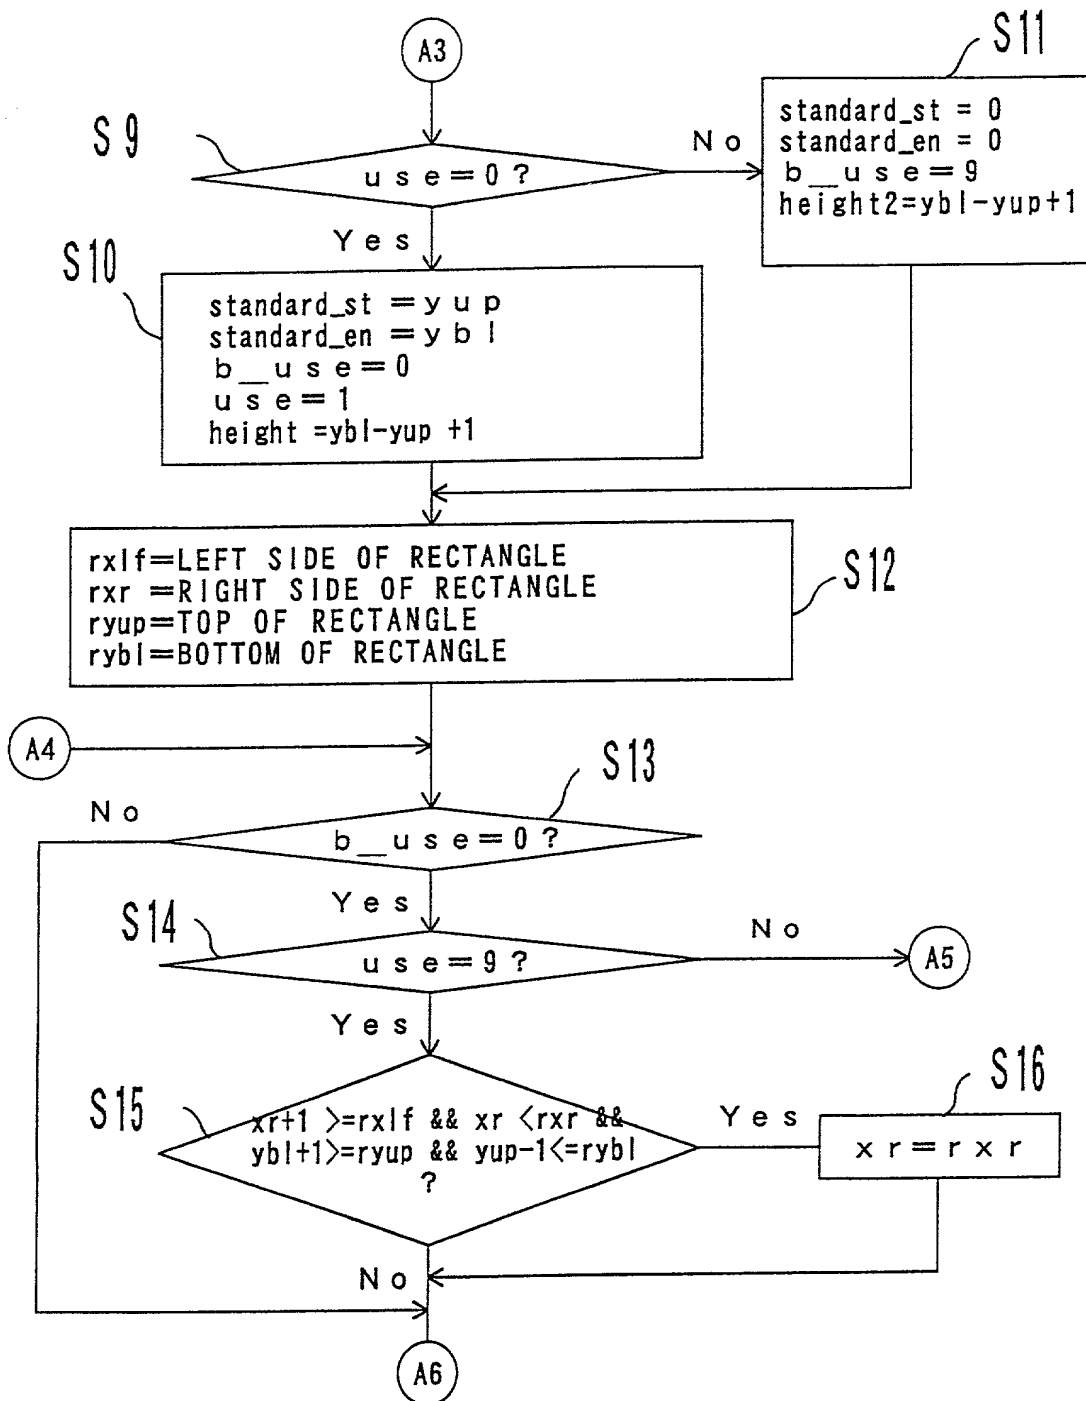 A3
S11
standard_st = 0
standard_en = 0
b_use=9
height2=ybl-yup+1
S9
use=0?
No
Yes
S10
standard_st =yup
standard_en =ybl
b_use=0
use=1
height =ybl-yup +1
rxlf=LEFT SIDE OF RECTANGLE
rxr =RIGHT SIDE OF RECTANGLE
ryup=TOP OF RECTANGLE
rybl=BOTTOM OF RECTANGLE
S12
A4
S13
No
b_use=0?
Yes
S14
use=9?
No
A5
Yes
S15
xr+1 >=rxlf && xr <rxr &&
ybl+1>=ryup && yup-1<=rybl
?
Yes
S16
xr=rxr
No
A6